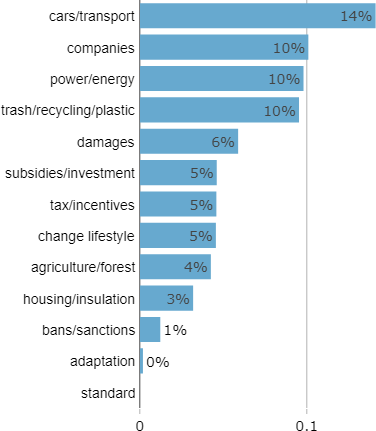 cars/transport 14%
companies 10%
power/energy 10%
trash/recycling/plastic 10%
damages 6%
subsidies/investment 5%
tax/incentives 5%
change lifestyle 5%
agriculture/forest 4%
housing/insulation 3%
bans/sanctions 1%
adaptation 0%
standard
0 0.1